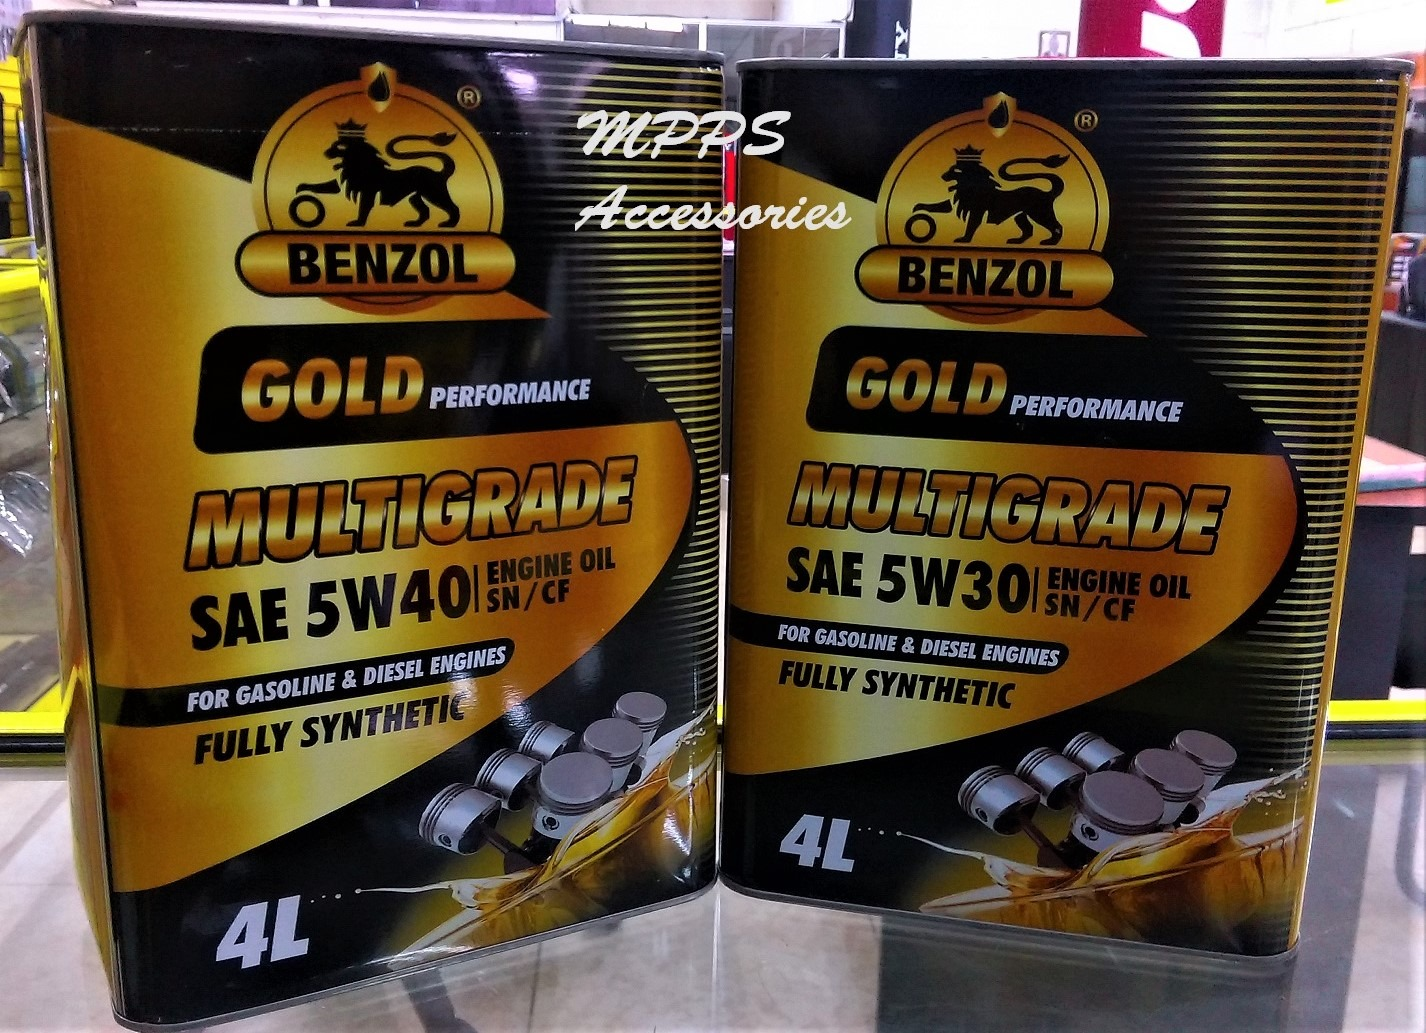 MPPS
Accessories
®
BENZOL
GOLD PERFORMANCE
MULTIGRADE
SAE 5W40 ENGINE OIL
SN/CF
FOR GASOLINE & DIESEL ENGINES
FULLY SYNTHETIC
4L
®
BENZOL
GOLD PERFORMANCE
MULTIGRADE
SAE 5W30 ENGINE OIL
SN/CF
FOR GASOLINE & DIESEL ENGINES
FULLY SYNTHETIC
4L